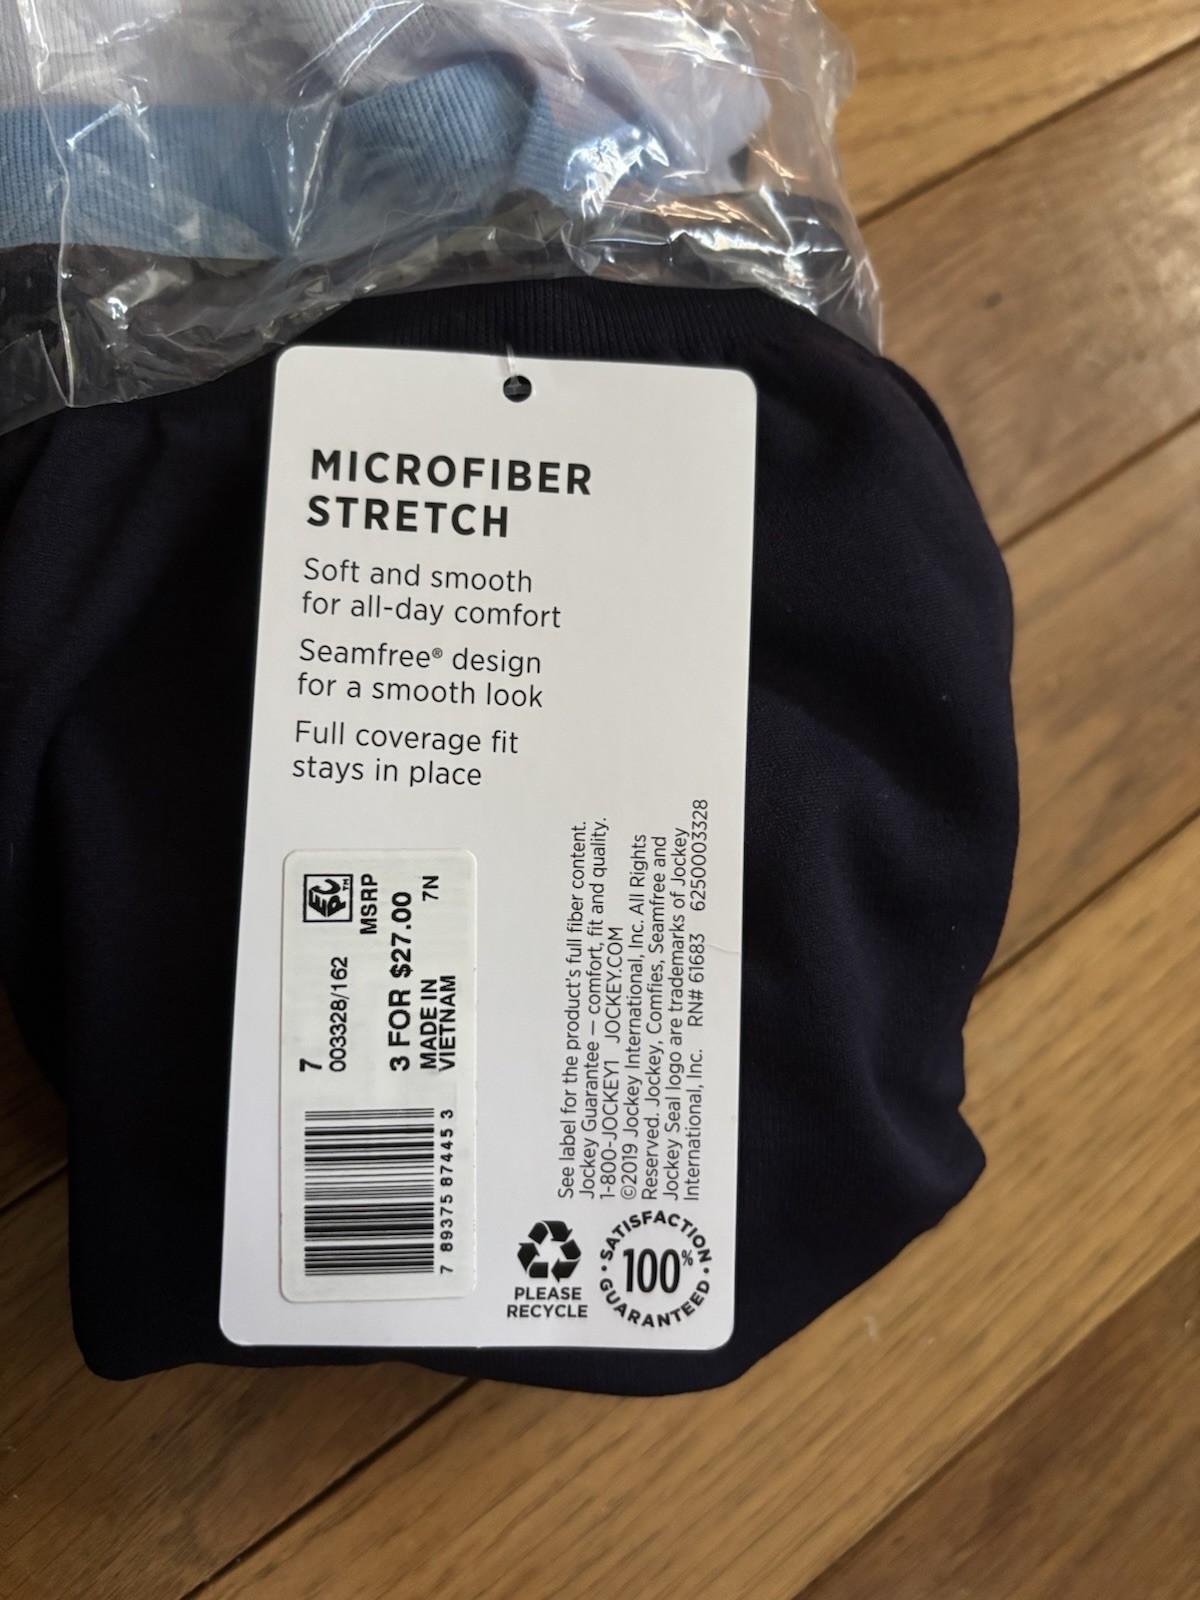 MICROFIBER
STRETCH
Soft and smooth
for all-day comfort
Seamfree® design
for a smooth look
Full coverage fit
stays in place
EPC™
7
003328/162
MSRP
3 FOR $27.00
MADE IN 7N
VIETNAM
7 89375 87445 3
See label for the product's full fiber content.
Jockey Guarantee – comfort, fit and quality.
1-800-JOCKEY1 JOCKEY.COM
©2019 Jockey International, Inc. All Rights
Reserved. Jockey, Comfies, Seamfree and
Jockey Seal logo are trademarks of Jockey
International, Inc. RN# 61683 6250003328
PLEASE
RECYCLE
• SATISFACTION •
100%
GUARANTEED